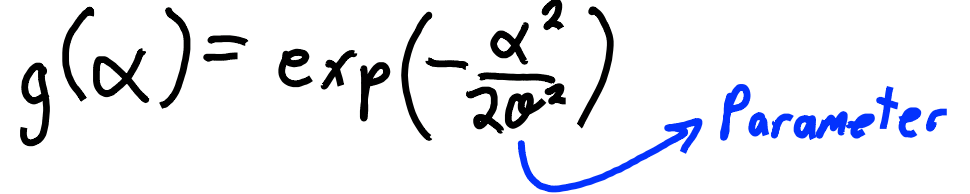 g(α) = exp(-α²/2σ²)
Parameter